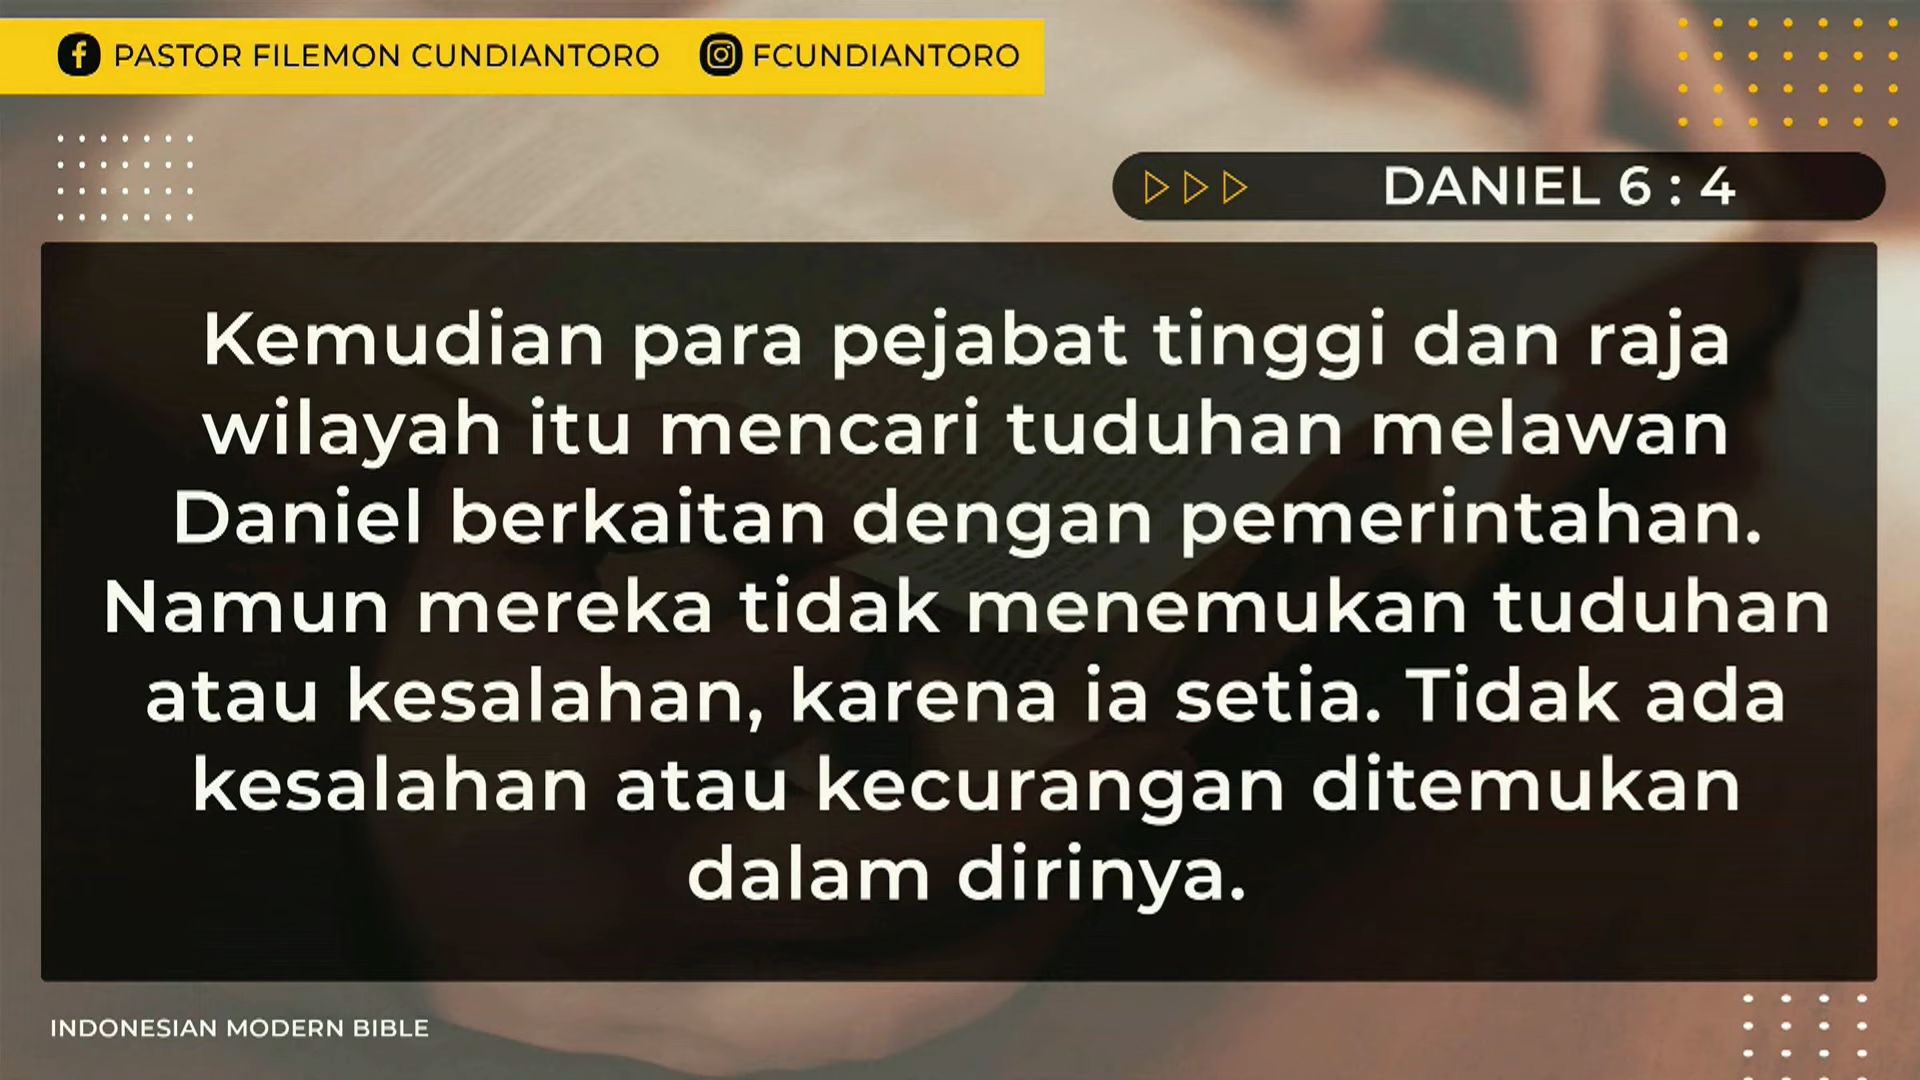 PASTOR FILEMON CUNDIANTORO FCUNDIANTORO
DANIEL 6 : 4
Kemudian para pejabat tinggi dan raja
wilayah itu mencari tuduhan melawan
Daniel berkaitan dengan pemerintahan.
Namun mereka tidak menemukan tuduhan
atau kesalahan, karena ia setia. Tidak ada
kesalahan atau kecurangan ditemukan
dalam dirinya.
INDONESIAN MODERN BIBLE